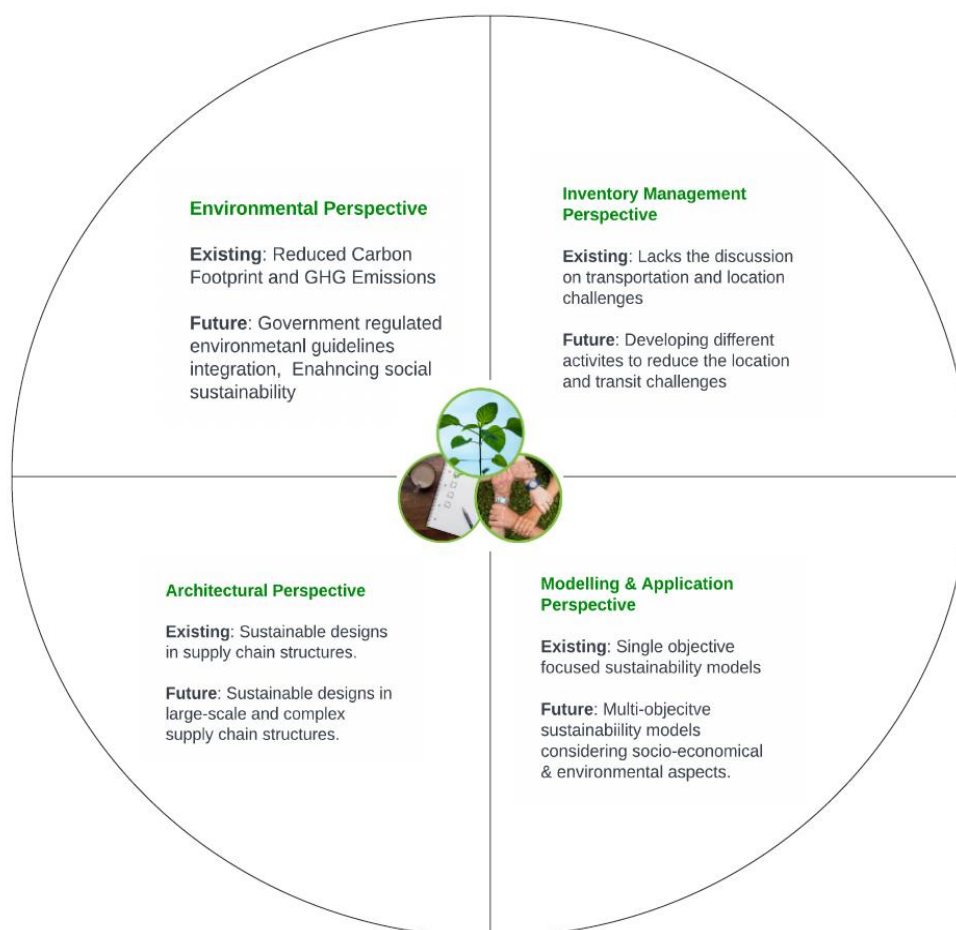 Environmental Perspective
Existing: Reduced Carbon
Footprint and GHG Emissions
Future: Government regulated
environmetanl guidelines
integration, Enahncing social
sustainability
Inventory Management
Perspective
Existing: Lacks the discussion
on transportation and location
challenges
Future: Developing different
activites to reduce the location
and transit challenges
Architectural Perspective
Existing: Sustainable designs
in supply chain structures.
Future: Sustainable designs in
large-scale and complex
supply chain structures.
Modelling & Application
Perspective
Existing: Single objective
focused sustainability models
Future: Multi-objecitve
sustainabiility models
considering socio-economical
& environmental aspects.